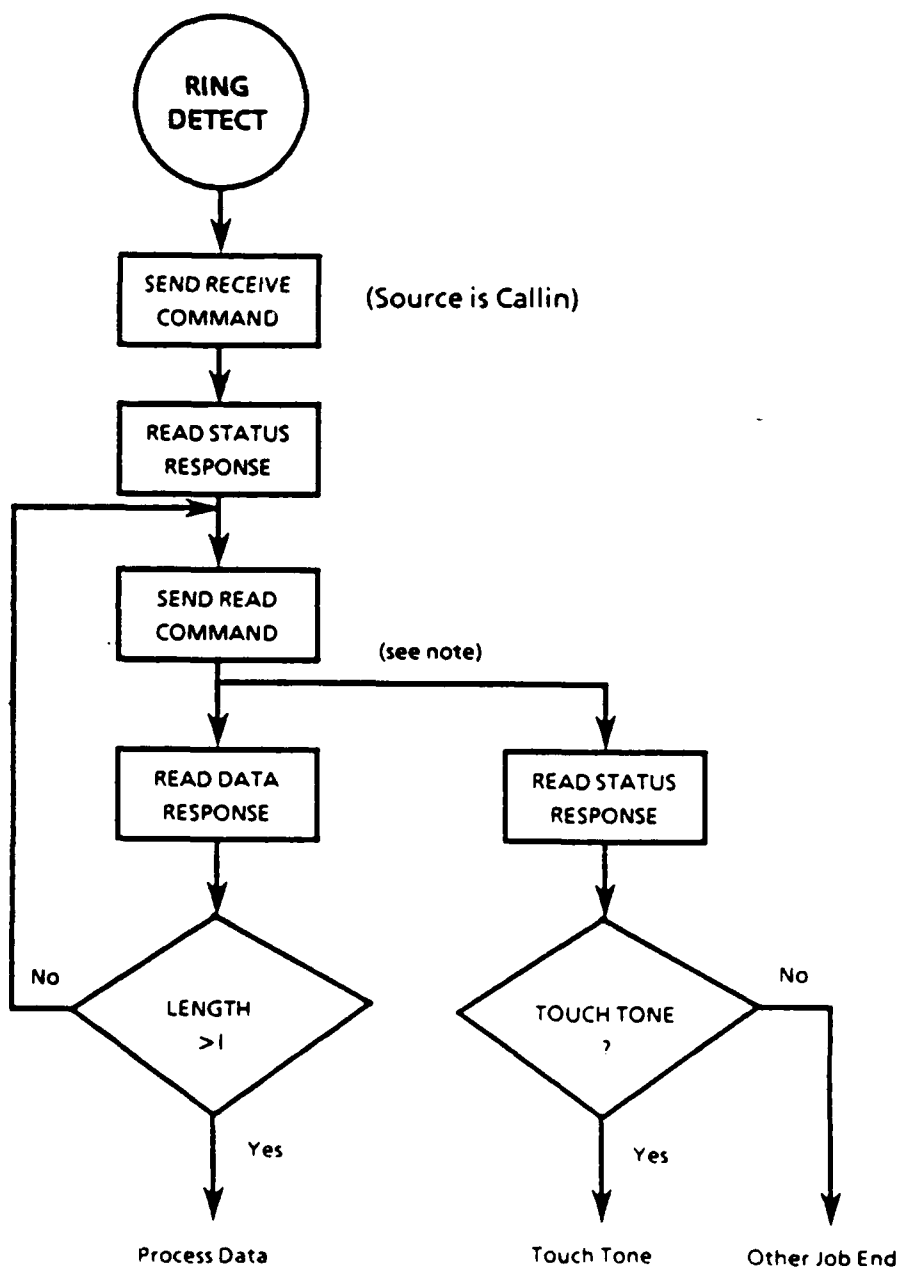 RING
DETECT
SEND RECEIVE
COMMAND
(Source is Callin)
READ STATUS
RESPONSE
SEND READ
COMMAND
(see note)
READ DATA
RESPONSE
READ STATUS
RESPONSE
No
LENGTH
>1
TOUCH TONE
?
No
Yes
Yes
Process Data
Touch Tone
Other Job End